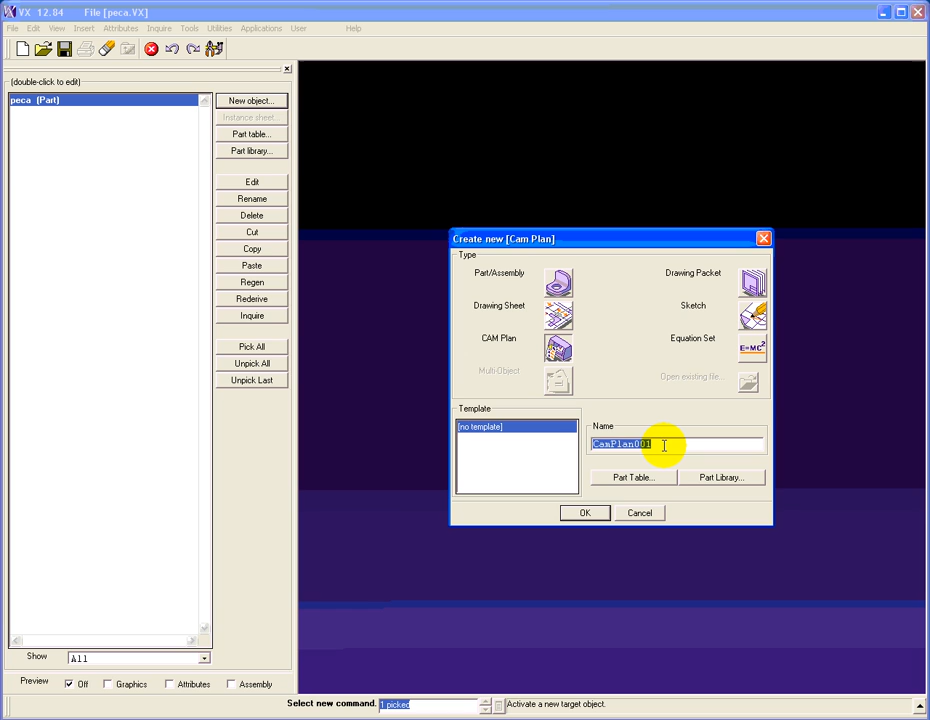 VX 12.84 File [peca.VX]
File Edit View Insert Attributes Inquire Tools Utilities Applications User Help
(double-click to edit)
peca (Part)
New object...
Instance sheet...
Part table...
Part library...
Edit
Rename
Delete
Cut
Copy
Paste
Regen
Rederive
Inquire
Pick All
Unpick All
Unpick Last
Show All
Preview Off Graphics Attributes Assembly
Create new [Cam Plan]
Type
Part/Assembly
Drawing Packet
Drawing Sheet
Sketch
CAM Plan
Equation Set
E=MC²
Multi-Object
Open existing file...
Template
[no template]
Name
CamPlan001
Part Table...
Part Library...
OK
Cancel
Select new command. 1 picked Activate a new target object.